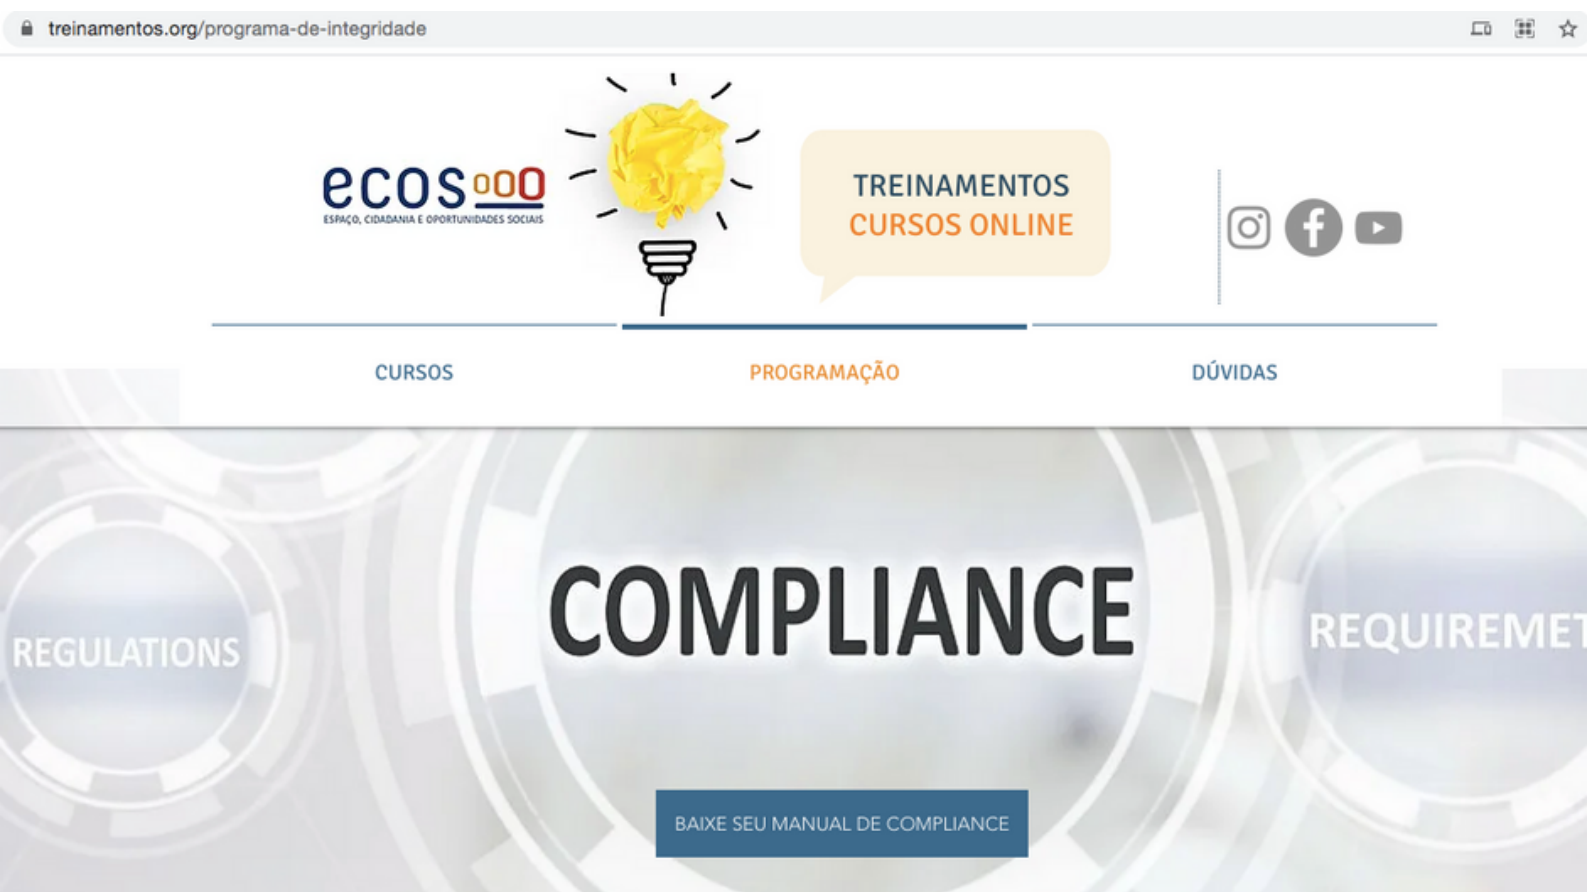 treinamentos.org/programa-de-integridade
ecos
ESPAÇO, CIDADANIA E OPORTUNIDADES SOCIAIS
TREINAMENTOS
CURSOS ONLINE
CURSOS
PROGRAMAÇÃO
DÚVIDAS
REGULATIONS
COMPLIANCE
REQUIREMET
BAIXE SEU MANUAL DE COMPLIANCE